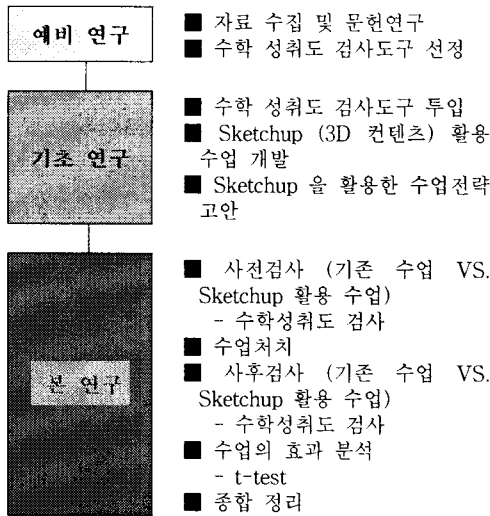 예비 연구
■ 자료 수집 및 문헌연구
■ 수학 성취도 검사도구 선정
기초 연구
■ 수학 성취도 검사도구 투입
■ Sketchup (3D 컨텐츠) 활용
수업 개발
■ Sketchup 을 활용한 수업전략
고안
본 연구
■ 사전검사 (기존 수업 VS.
Sketchup 활용 수업)
- 수학성취도 검사
■ 수업처치
■ 사후검사 (기존 수업 VS.
Sketchup 활용 수업)
- 수학성취도 검사
■ 수업의 효과 분석
- t-test
■ 종합 정리